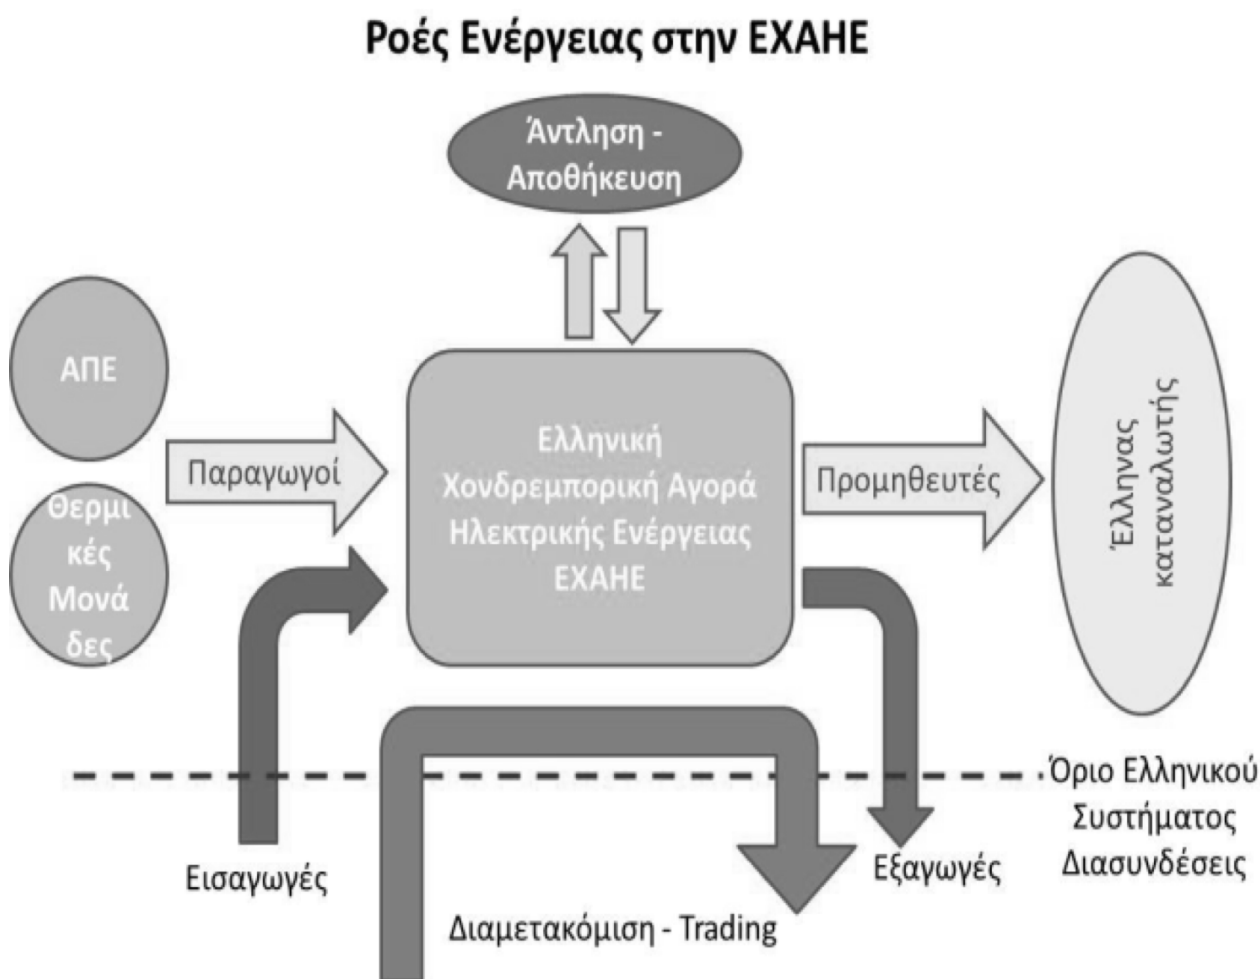 Ροές Ενέργειας στην ΕΧΑΗΕ
Άντληση -
Αποθήκευση
ΑΠΕ
Θερμι
κές
Μονά
δες
Παραγωγοί
Ελληνική
Χονδρεμπορική Αγορά
Ηλεκτρικής Ενέργειας
ΕΧΑΗΕ
Προμηθευτές
Έλληνας
καταναλωτής
Όριο Ελληνικού
Συστήματος
Διασυνδέσεις
Εισαγωγές
Εξαγωγές
Διαμετακόμιση - Trading